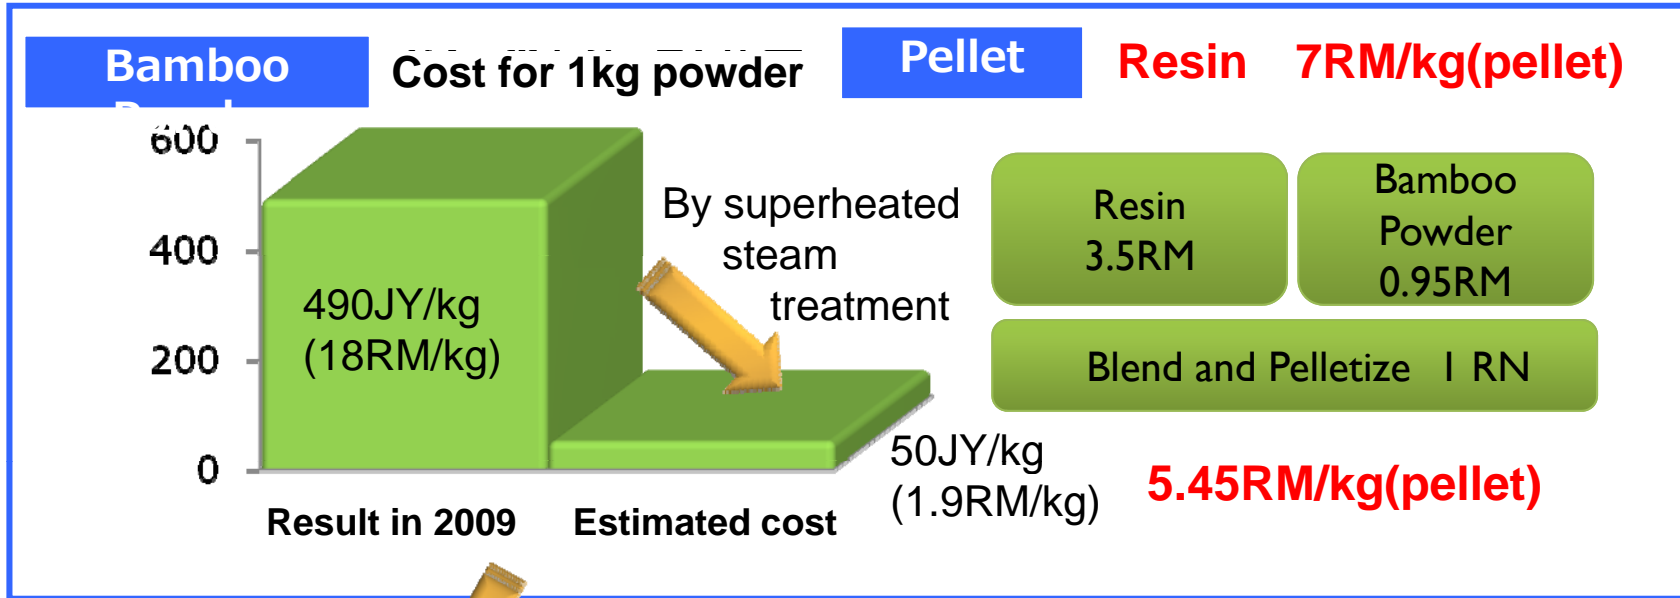 Bamboo
Cost for 1kg powder
Pellet
Resin 7RM/kg(pellet)
600
400
200
0
490JY/kg
(18RM/kg)
By superheated
steam
treatment
50JY/kg
(1.9RM/kg)
Result in 2009
Estimated cost
Resin
3.5RM
Bamboo
Powder
0.95RM
Blend and Pelletize 1 RN
5.45RM/kg(pellet)